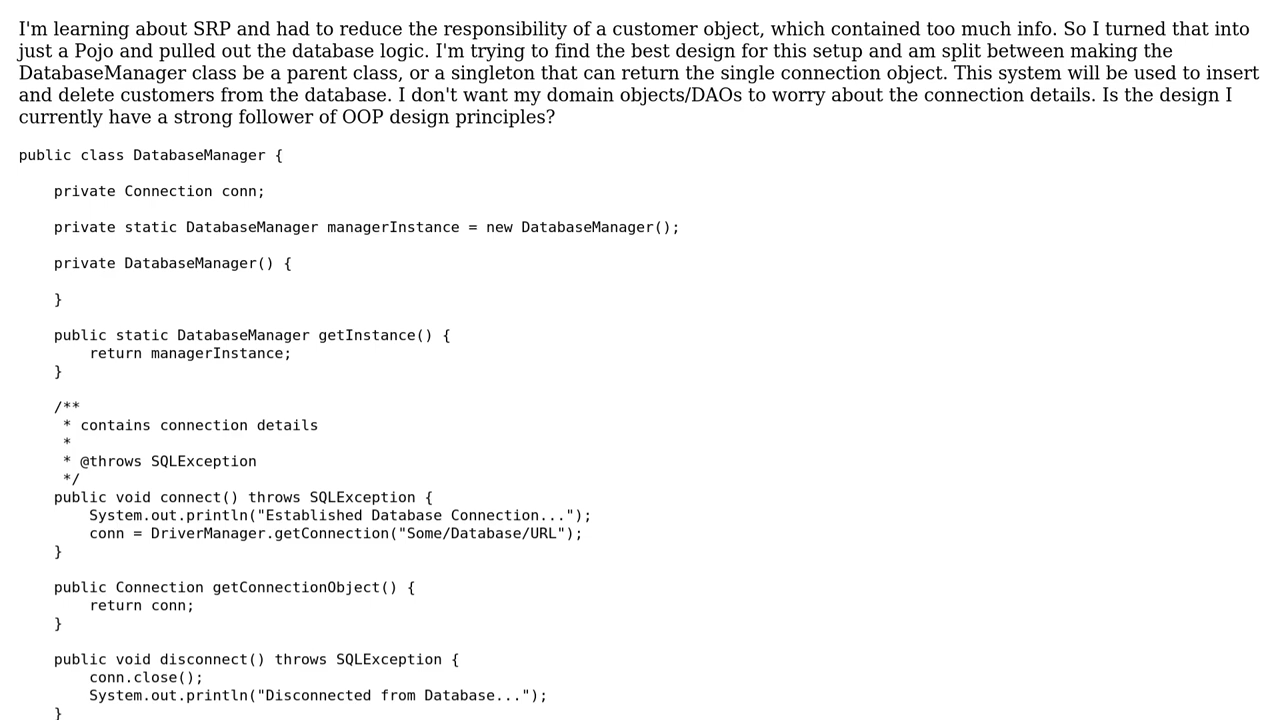 I'm learning about SRP and had to reduce the responsibility of a customer object, which contained too much info. So I turned that into
just a Pojo and pulled out the database logic. I'm trying to find the best design for this setup and am split between making the
DatabaseManager class be a parent class, or a singleton that can return the single connection object. This system will be used to insert
and delete customers from the database. I don't want my domain objects/DAOs to worry about the connection details. Is the design I
currently have a strong follower of OOP design principles?
public class DatabaseManager {
private Connection conn;
private static DatabaseManager managerInstance = new DatabaseManager();
private DatabaseManager() {
}
public static DatabaseManager getInstance() {
return managerInstance;
}
/**
* contains connection details
*
* @throws SQLException
*/
public void connect() throws SQLException {
System.out.println("Established Database Connection...");
conn = DriverManager.getConnection("Some/Database/URL");
}
public Connection getConnectionObject() {
return conn;
}
public void disconnect() throws SQLException {
conn.close();
System.out.println("Disconnected from Database...");
}